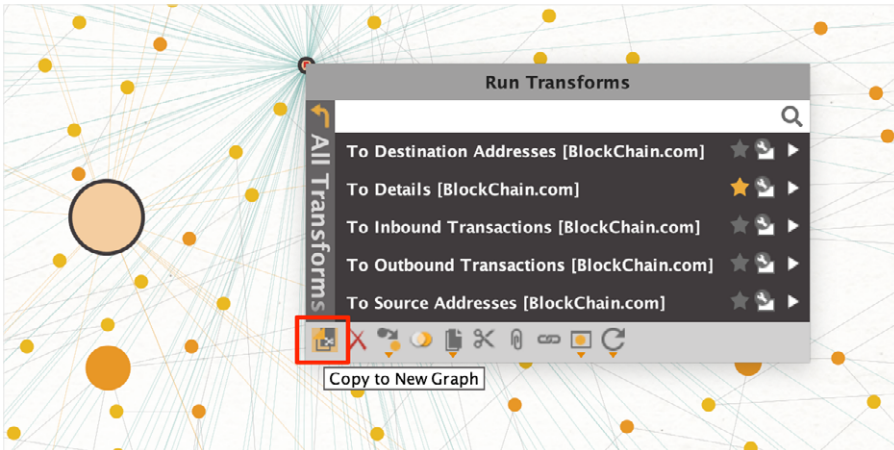 Run Transforms
All Transforms
To Destination Addresses [BlockChain.com]
To Details [BlockChain.com]
To Inbound Transactions [BlockChain.com]
To Outbound Transactions [BlockChain.com]
To Source Addresses [BlockChain.com]
Copy to New Graph